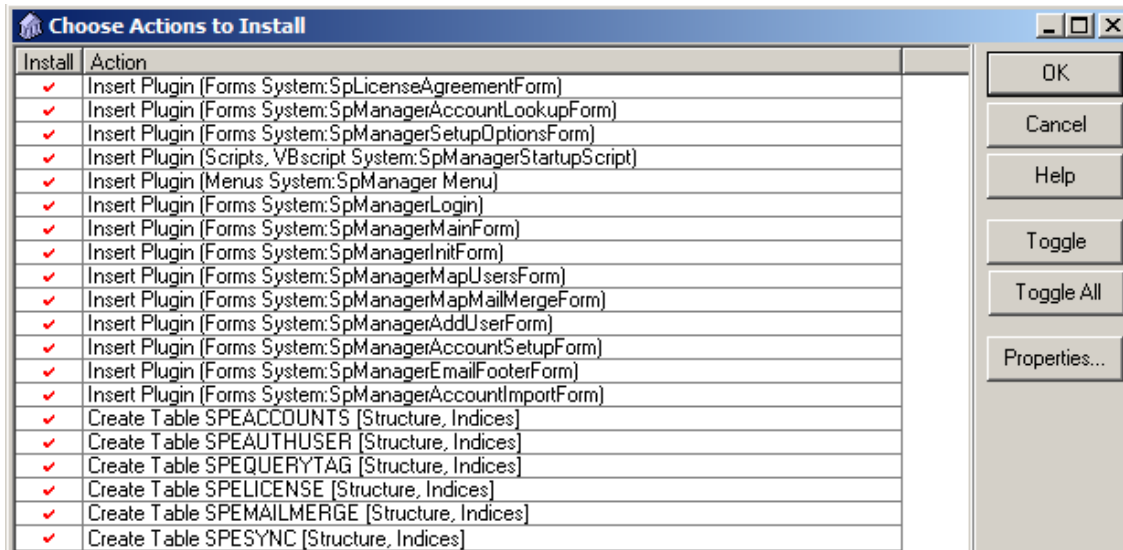 Choose Actions to Install
Install Action
Insert Plugin (Forms System:SpLicenseAgreementForm)
Insert Plugin (Forms System:SpManagerAccountLookupForm)
Insert Plugin (Forms System:SpManagerSetupOptionsForm)
Insert Plugin (Scripts, VBscript System:SpManagerStartupScript)
Insert Plugin (Menus System:SpManager Menu)
Insert Plugin (Forms System:SpManagerLogin)
Insert Plugin (Forms System:SpManagerMainForm)
Insert Plugin (Forms System:SpManagerInitForm)
Insert Plugin (Forms System:SpManagerMapUsersForm)
Insert Plugin (Forms System:SpManagerMapMailMergeForm)
Insert Plugin (Forms System:SpManagerAddUserForm)
Insert Plugin (Forms System:SpManagerAccountSetupForm)
Insert Plugin (Forms System:SpManagerEmailFooterForm)
Insert Plugin (Forms System:SpManagerAccountImportForm)
Create Table SPEACCOUNTS [Structure, Indices]
Create Table SPEAUTHUSER [Structure, Indices]
Create Table SPEQUERYTAG [Structure, Indices]
Create Table SPELICENSE [Structure, Indices]
Create Table SPEMAILMERGE [Structure, Indices]
Create Table SPESYNC [Structure, Indices]
OK
Cancel
Help
Toggle
Toggle All
Properties...